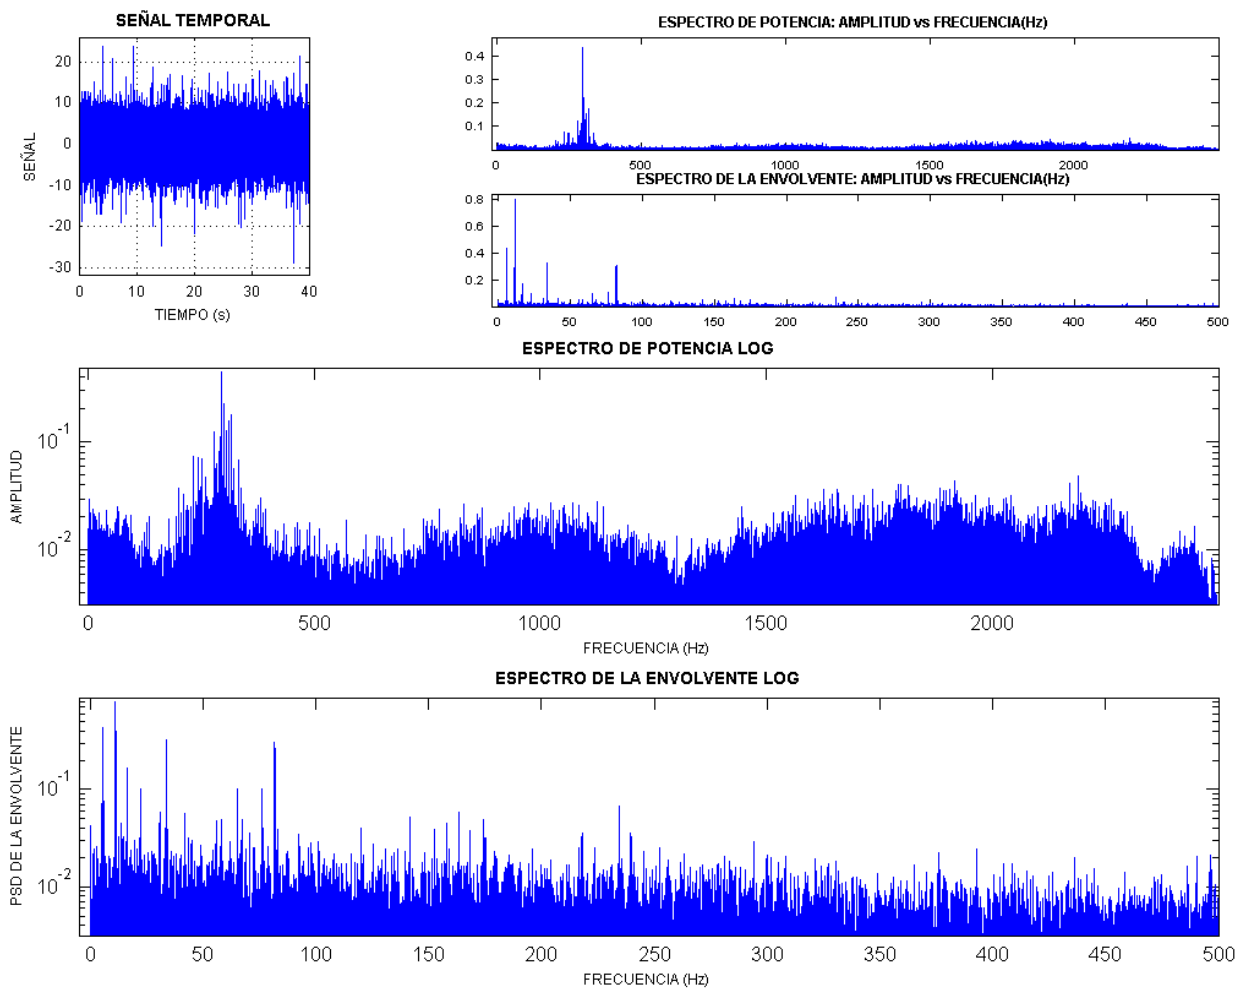 SEÑAL TEMPORAL
20
10
0
-10
-20
-30
SEÑAL
0 10 20 30 40
TIEMPO (s)
ESPECTRO DE POTENCIA: AMPLITUD vs FRECUENCIA(Hz)
0.4
0.3
0.2
0.1
0 500 1000 1500 2000
ESPECTRO DE LA ENVOLVENTE: AMPLITUD vs FRECUENCIA(Hz)
0.8
0.6
0.4
0.2
0 50 100 150 200 250 300 350 400 450 500
ESPECTRO DE POTENCIA LOG
10-1
10-2
AMPLITUD
0 500 1000 1500 2000
FRECUENCIA (Hz)
ESPECTRO DE LA ENVOLVENTE LOG
10-1
10-2
PSD DE LA ENVOLVENTE
0 50 100 150 200 250 300 350 400 450 500
FRECUENCIA (Hz)